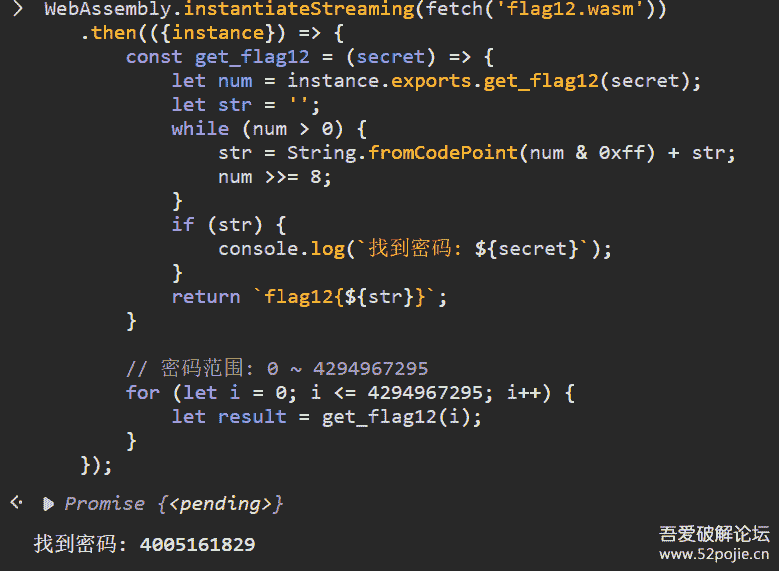 WebAssembly.instantiateStreaming(fetch('flag12.wasm'))
.then(({instance}) => {
const get_flag12 = (secret) => {
let num = instance.exports.get_flag12(secret);
let str = '';
while (num > 0) {
str = String.fromCodePoint(num & 0xff) + str;
num >>= 8;
}
if (str) {
console.log(`找到密码: ${secret}`);
}
return `flag12{${str}}`;
}
// 密码范围: 0 ~ 4294967295
for (let i = 0; i <= 4294967295; i++) {
let result = get_flag12(i);
}
});
Promise {<pending>}
找到密码: 4005161829
吾爱破解论坛
www.52pojie.cn